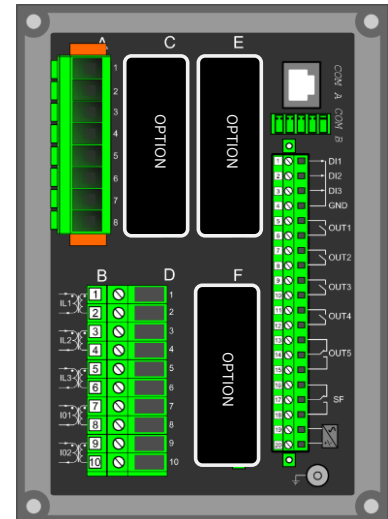 A C E
1
2
3
4
5
6
7
8
OPTION
OPTION
COM A
COM B
1 DI1
2 DI2
3 DI3
4 GND
5
6
OUT1
7
8
OUT2
9
10
OUT3
11
12
OUT4
13
14
15
OUT5
16
17
18
SF
19
20
B D F
IL1
1 1
2 2
IL2
3 3
4 4
IL3
5 5
6 6
I01
7 7
8 8
I02
9 9
10 10
OPTION